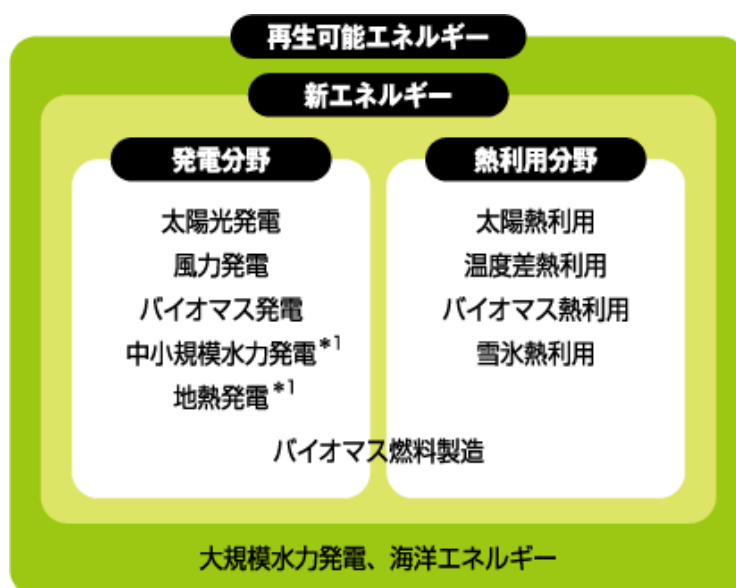 再生可能エネルギー
新エネルギー
発電分野
太陽光発電
風力発電
バイオマス発電
中小規模水力発電*1
地熱発電*1
熱利用分野
太陽熱利用
温度差熱利用
バイオマス熱利用
雪氷熱利用
バイオマス燃料製造
大規模水力発電、海洋エネルギー